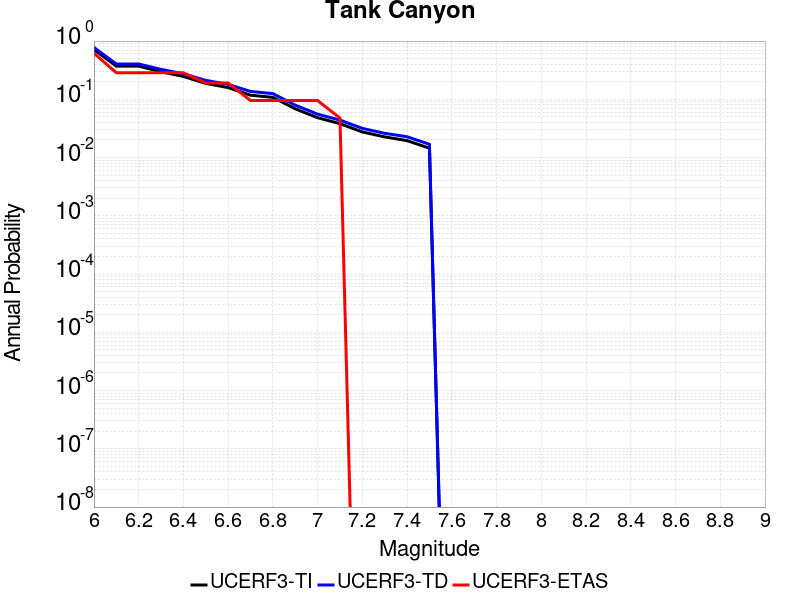 Tank Canyon
10^0
10^-1
10^-2
10^-3
10^-4
10^-5
10^-6
10^-7
10^-8
Annual Probability
6 6.2 6.4 6.6 6.8 7 7.2 7.4 7.6 7.8 8 8.2 8.4 8.6 8.8 9
Magnitude
UCERF3-TI UCERF3-TD UCERF3-ETAS